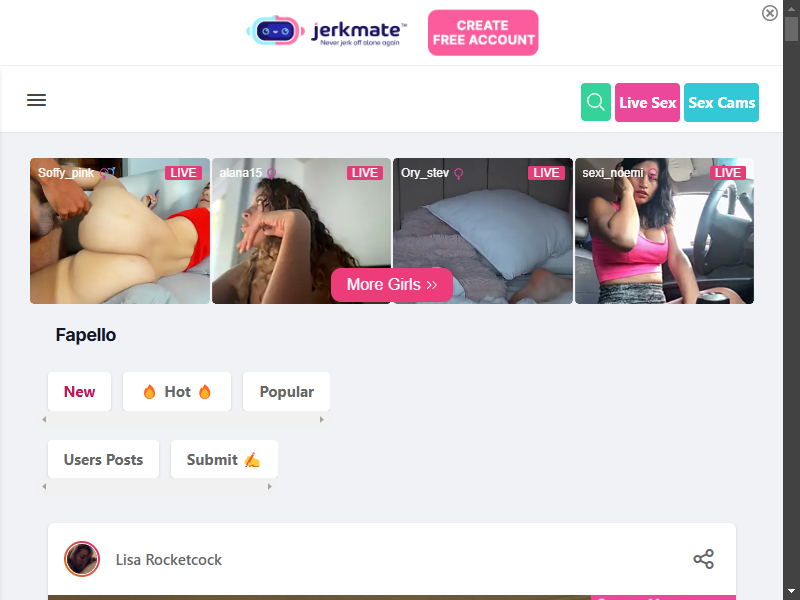 jerkmate™
Never jerk off alone again
CREATE
FREE ACCOUNT
Live Sex
Sex Cams
Soffy_pink
LIVE
alana15
LIVE
Ory_stev
LIVE
sexi_noemi
LIVE
More Girls »
Fapello
New
🔥 Hot 🔥
Popular
Users Posts
Submit ✍️
Lisa Rocketcock